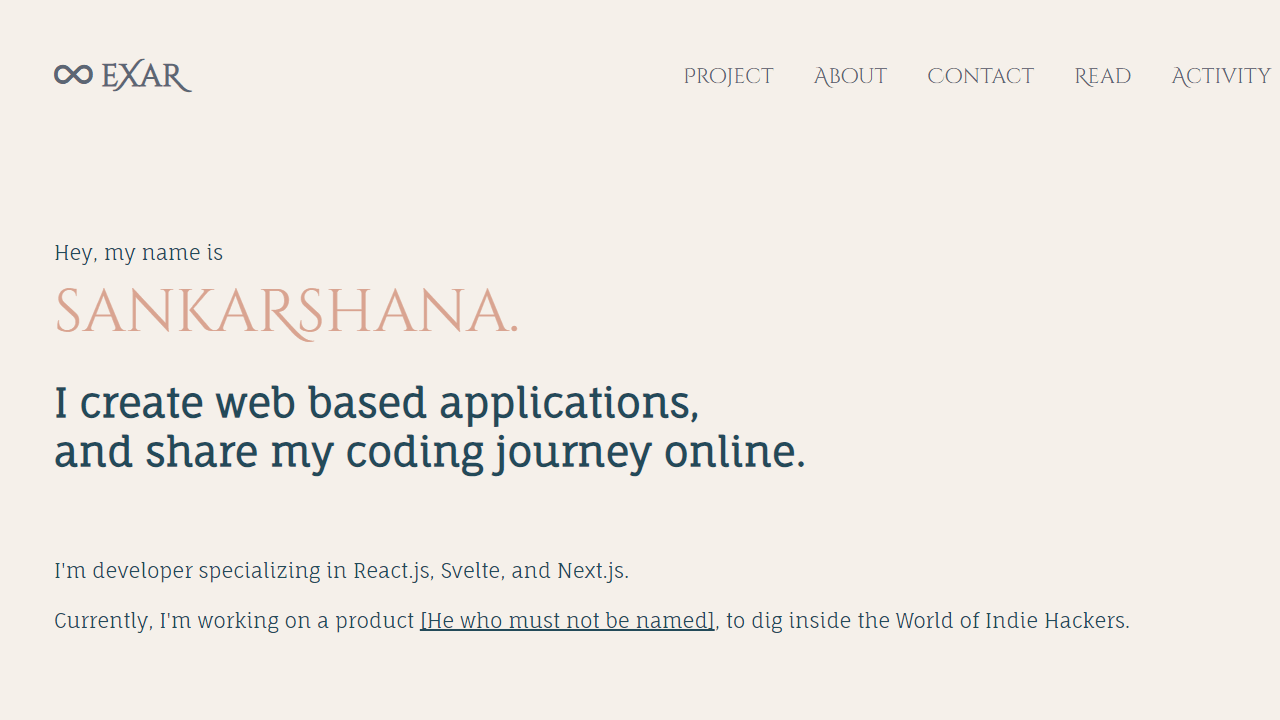 EXAR
PROJECT ABOUT CONTACT READ ACTIVITY
Hey, my name is
SANKARSHANA.
I create web based applications,
and share my coding journey online.
I'm developer specializing in React.js, Svelte, and Next.js.
Currently, I'm working on a product [He who must not be named], to dig inside the World of Indie Hackers.